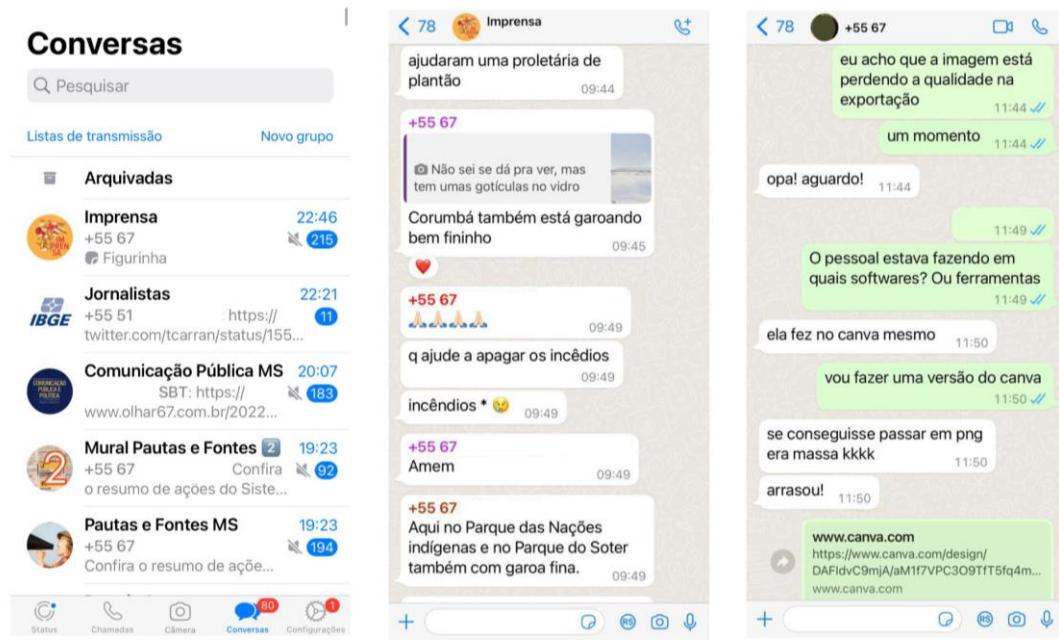 Conversas
Pesquisar
Listas de transmissão
Novo grupo
Arquivadas
Imprensa
22:46
+55 67
215
Figurinha
Jornalistas
22:21
IBGE
+55 51
https://
11
twitter.com/tcarran/status/155...
Comunicação Pública MS
20:07
SBT: https://
183
www.olhar67.com.br/2022...
Mural Pautas e Fontes 2
19:23
+55 67
Confira
92
o resumo de ações do Siste...
Pautas e Fontes MS
19:23
+55 67
194
Confira o resumo de açõe...
80
1
Status
Chamadas
Câmera
Conversas
Configurações
78
Imprensa
ajudaram uma proletária de
plantão
09:44
+55 67
Não sei se dá pra ver, mas
tem umas gotículas no vidro
Corumbá também está garoando
bem fininho
09:45
+55 67
🙏🏻🙏🏻🙏🏻🙏🏻
09:49
q ajude a apagar os incêdios
09:49
incêndios * 😢
09:49
+55 67
Amem
09:49
+55 67
Aqui no Parque das Nações
indígenas e no Parque do Soter
também com garoa fina.
09:49
78
+55 67
eu acho que a imagem está
perdendo a qualidade na
exportação
11:44
um momento
11:44
opa! aguardo!
11:44
11:49
O pessoal estava fazendo em
quais softwares? Ou ferramentas
11:49
ela fez no canva mesmo
11:50
vou fazer uma versão do canva
11:50
se conseguisse passar em png
era massa kkkk
11:50
arrasou!
11:50
www.canva.com
https://www.canva.com/design/
DAFIdvC9mjA/aM1f7VPC3O9TfT5fq4m...
www.canva.com